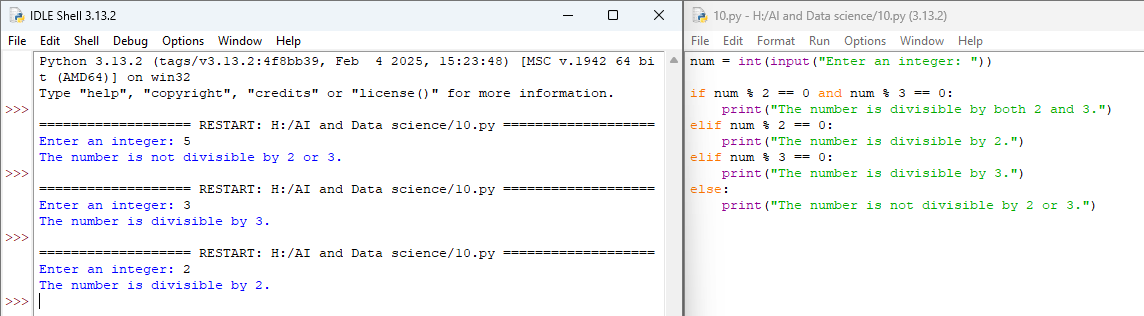 IDLE Shell 3.13.2
File Edit Shell Debug Options Window Help
Python 3.13.2 (tags/v3.13.2:4f8bb39, Feb  4 2025, 15:23:48) [MSC v.1942 64 bi
t (AMD64)] on win32
Type "help", "copyright", "credits" or "license()" for more information.
>>>
=================== RESTART: H:/AI and Data science/10.py ===================
Enter an integer: 5
The number is not divisible by 2 or 3.
>>>
=================== RESTART: H:/AI and Data science/10.py ===================
Enter an integer: 3
The number is divisible by 3.
>>>
=================== RESTART: H:/AI and Data science/10.py ===================
Enter an integer: 2
The number is divisible by 2.
>>>
10.py - H:/AI and Data science/10.py (3.13.2)
File Edit Format Run Options Window Help
num = int(input("Enter an integer: "))

if num % 2 == 0 and num % 3 == 0:
    print("The number is divisible by both 2 and 3.")
elif num % 2 == 0:
    print("The number is divisible by 2.")
elif num % 3 == 0:
    print("The number is divisible by 3.")
else:
    print("The number is not divisible by 2 or 3.")